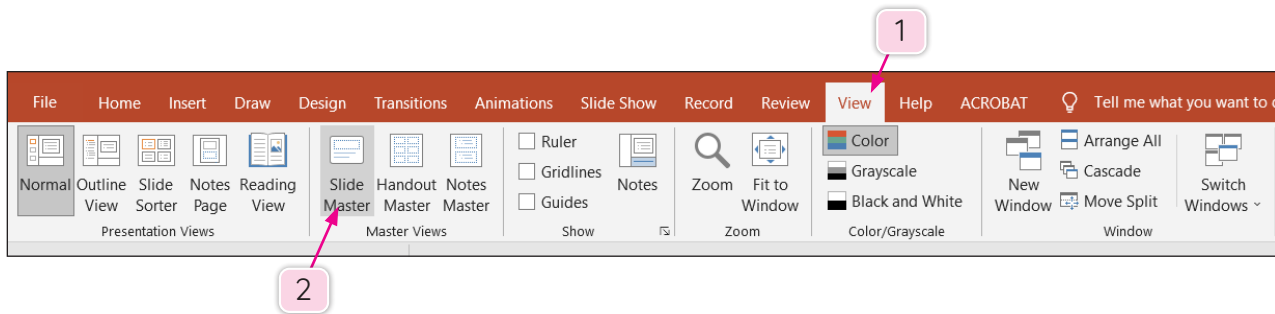 1
File Home Insert Draw Design Transitions Animations Slide Show Record Review View Help ACROBAT Tell me what you want to
Normal
Outline
View
Slide
Sorter
Notes
Page
Reading
View
Presentation Views
Slide
Master
Handout
Master
Notes
Master
Master Views
Ruler
Gridlines
Guides
Notes
Show
Zoom
Fit to
Window
Zoom
Color
Grayscale
Black and White
Color/Grayscale
New
Window
Arrange All
Cascade
Move Split
Switch
Windows
Window
2